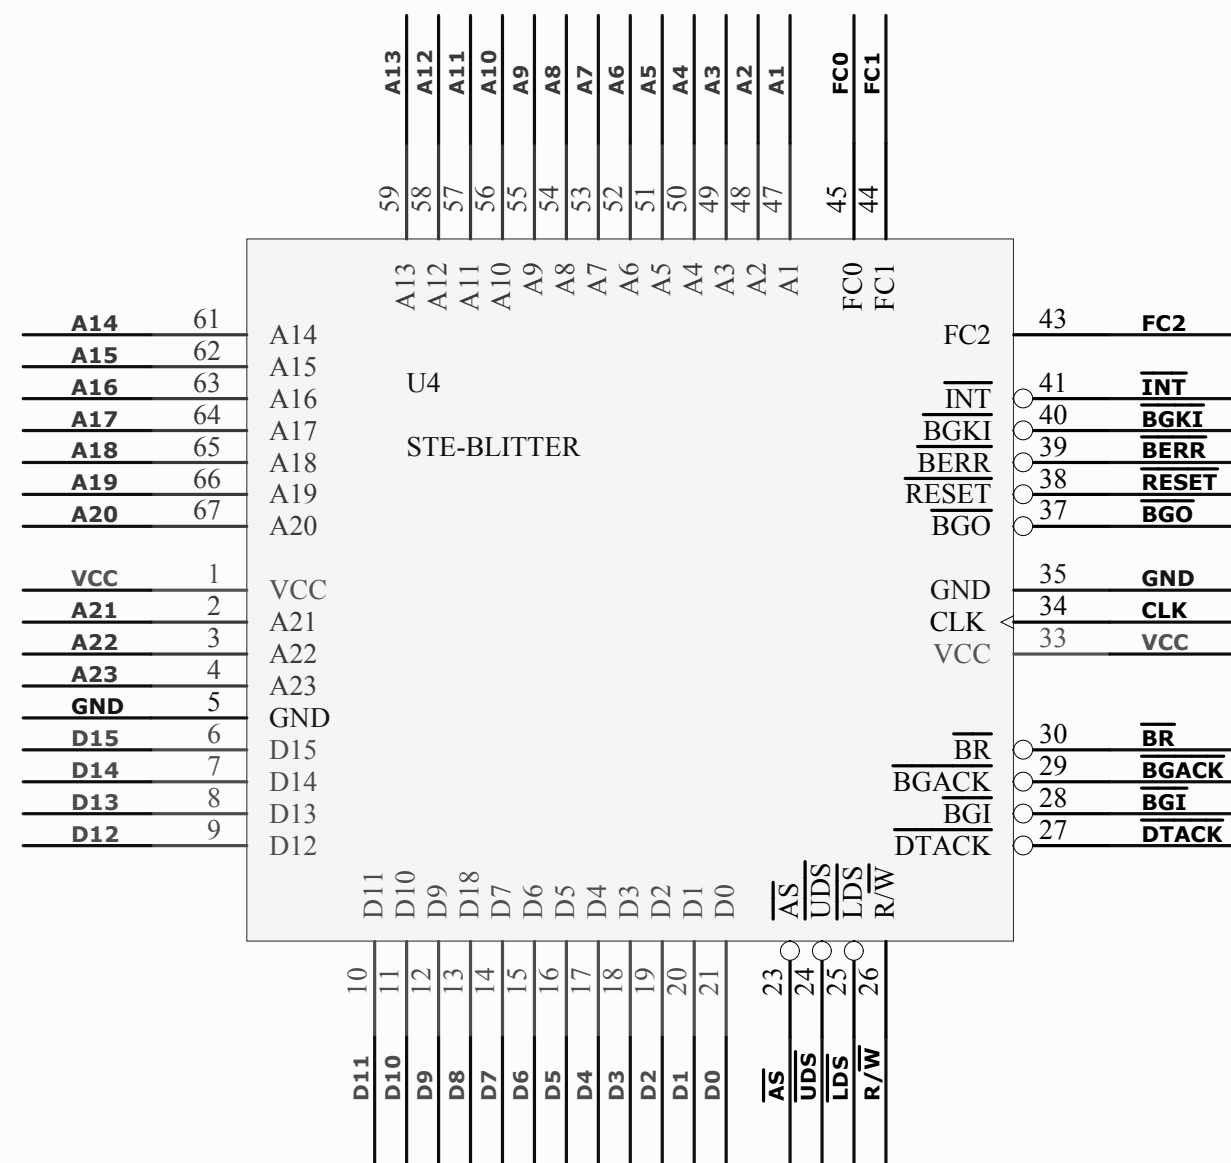 A13 A12 A11 A10 A9 A8 A7 A6 A5 A4 A3 A2 A1 FC0 FC1
59 58 57 56 55 54 53 52 51 50 49 48 47 45 44
A13 A12 A11 A10 A9 A8 A7 A6 A5 A4 A3 A2 A1 FC0 FC1
A14 61 A14 FC2 43 FC2
A15 62 A15
U4
A16 63 A16 INT 41 INT
A17 64 A17 BGKI 40 BGKI
STE-BLITTER
A18 65 A18 BERR 39 BERR
A19 66 A19 RESET 38 RESET
A20 67 A20 BGO 37 BGO
VCC 1 VCC GND 35 GND
A21 2 A21 CLK 34 CLK
A22 3 A22 VCC 33 VCC
A23 4 A23
GND 5 GND
D15 6 D15 BR 30 BR
D14 7 D14 BGACK 29 BGACK
D13 8 D13 BGI 28 BGI
D12 9 D12 DTACK 27 DTACK
D11 D10 D9 D18 D7 D6 D5 D4 D3 D2 D1 D0 AS UDS LDS R/W
10 11 12 13 14 15 16 17 18 19 20 21 23 24 25 26
D11 D10 D9 D8 D7 D6 D5 D4 D3 D2 D1 D0 AS UDS LDS R/W